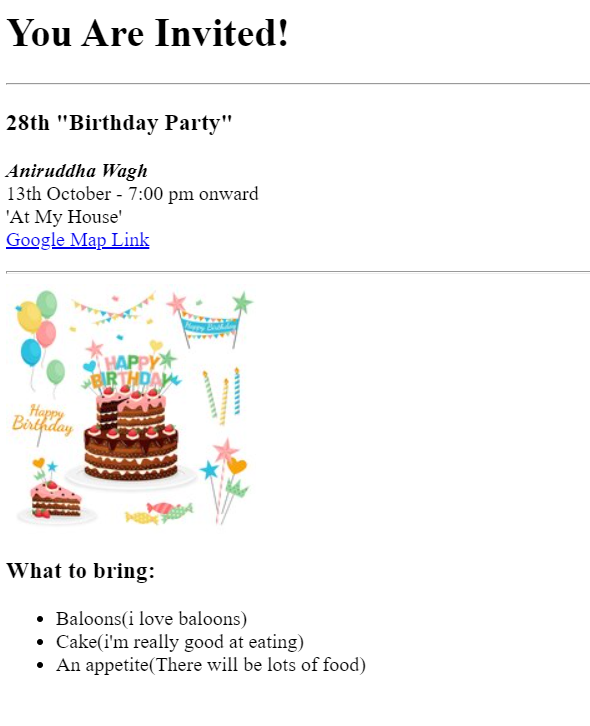 You Are Invited!
28th "Birthday Party"
Aniruddha Wagh
13th October - 7:00 pm onward
'At My House'
Google Map Link
Happy Birthday
HAPPY
BIRTHDAY
Happy
Birthday
What to bring:
Baloons(i love baloons)
Cake(i'm really good at eating)
An appetite(There will be lots of food)